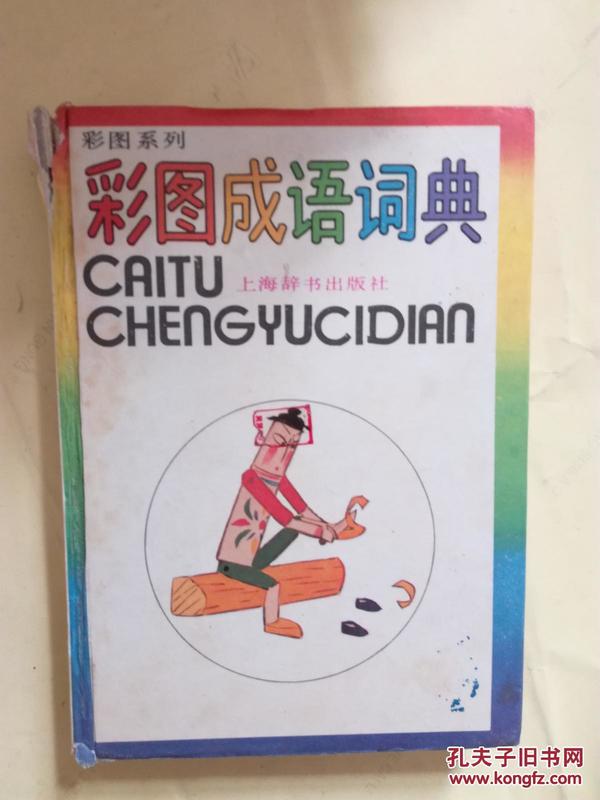 彩图系列
彩图成语词典
CAITU
上海辞书出版社
CHENGYUCIDIAN
孔夫子旧书网
www.kongfz.com